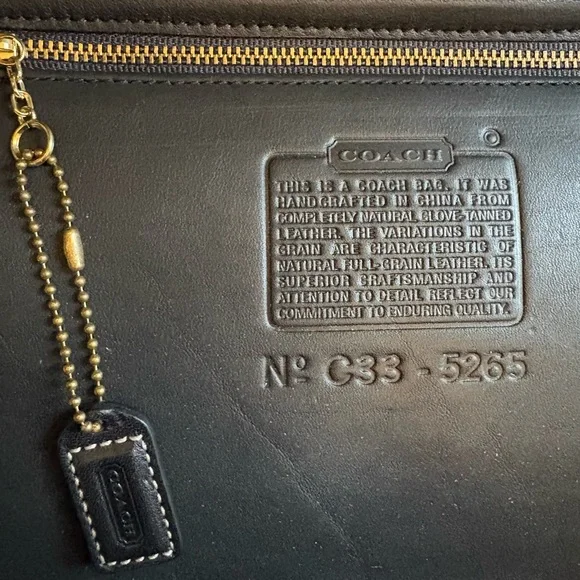 COACH
THIS IS A COACH BAG. IT WAS
HANDCRAFTED IN CHINA FROM
COMPLETELY NATURAL GLOVE-TANNED
LEATHER. THE VARIATIONS IN THE
GRAIN ARE CHARACTERISTIC OF
NATURAL FULL-GRAIN LEATHER. ITS
SUPERIOR CRAFTSMANSHIP AND
ATTENTION TO DETAIL REFLECT OUR
COMMITMENT TO ENDURING QUALITY.
Nº C33-5265
COACH